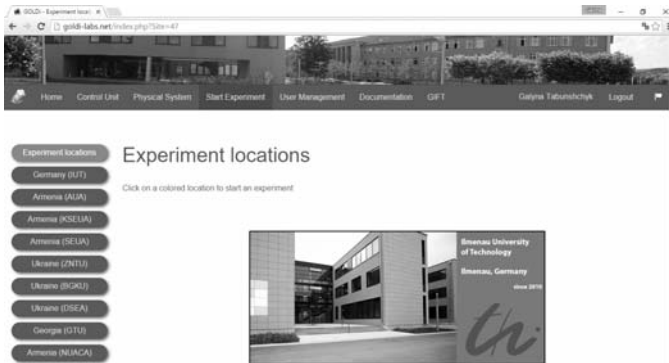 GOLDi - Experiment locat
goldi-labs.net/index.php?Site=47
Home Control Unit Physical System Start Experiment User Management Documentation GIFT Galyna Tabunshchyk Logout
Experiment locations
Germany (IUT)
Armenia (AUA)
Armenia (KSEUA)
Armenia (SEUA)
Ukraine (ZNTU)
Ukraine (BGKU)
Ukraine (DSEA)
Georgia (GTU)
Armenia (NUACA)
Experiment locations
Click on a colored location to start an experiment
Ilmenau University
of Technology
Ilmenau, Germany
since 2010
th